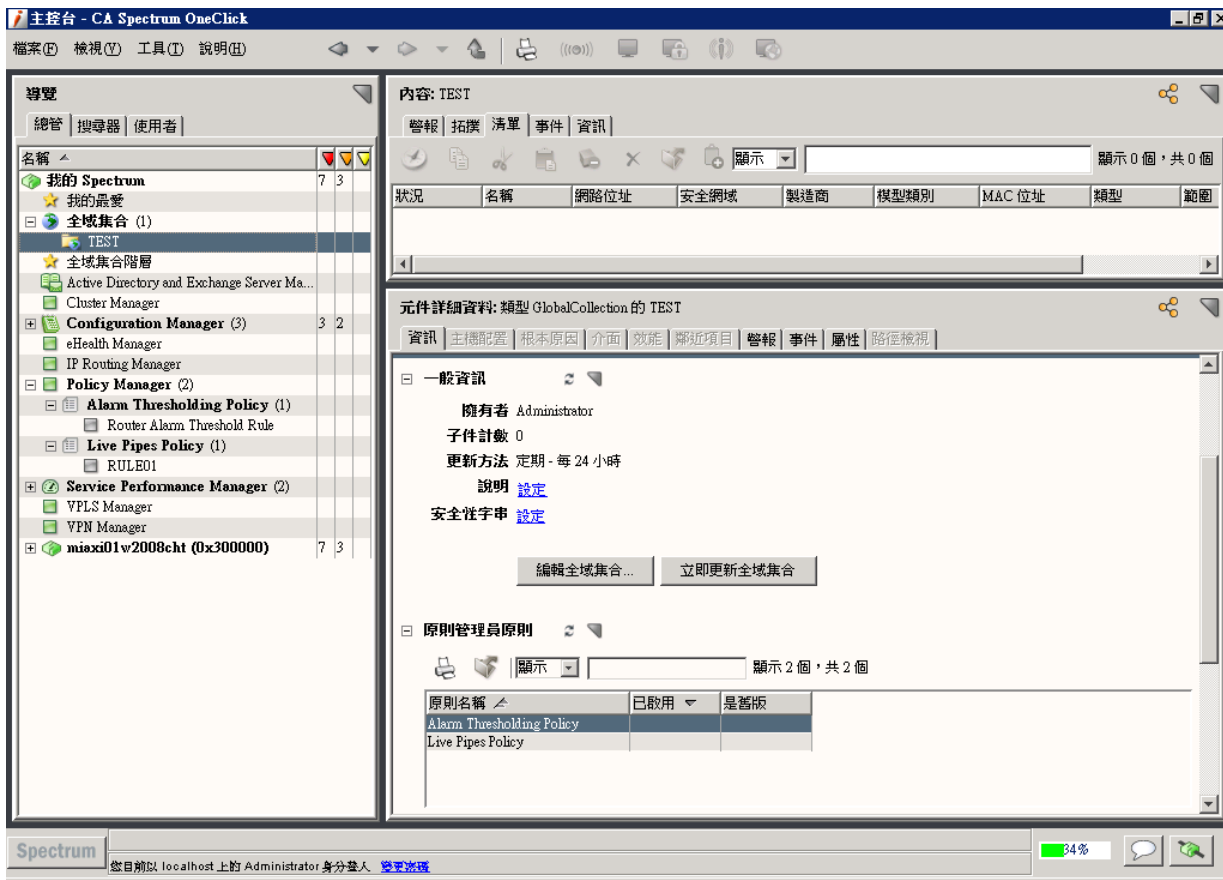 主控台 - CA Spectrum OneClick
檔案(F) 檢視(V) 工具(T) 說明(H)
導覽
總管 搜尋器 使用者
名稱
我的 Spectrum 7 3
我的最愛
全域集合 (1)
TEST
全域集合階層
Active Directory and Exchange Server Ma...
Cluster Manager
Configuration Manager (3) 3 2
eHealth Manager
IP Routing Manager
Policy Manager (2)
Alarm Thresholding Policy (1)
Router Alarm Threshold Rule
Live Pipes Policy (1)
RULE01
Service Performance Manager (2)
VPLS Manager
VPN Manager
miaxi01w2008cht (0x300000) 7 3
內容: TEST
警報 拓撲 清單 事件 資訊
顯示 顯示 0 個，共 0 個
狀況 名稱 網路位址 安全網域 製造商 模型類別 MAC 位址 類型 範圍
元件詳細資料: 類型 GlobalCollection 的 TEST
資訊 主機配置 根本原因 介面 效能 鄰近項目 警報 事件 屬性 路徑檢視
一般資訊
擁有者 Administrator
子件計數 0
更新方法 定期 - 每 24 小時
說明 設定
安全性字串 設定
編輯全域集合... 立即更新全域集合
原則管理員原則
顯示 顯示 2 個，共 2 個
原則名稱 已啟用 是舊版
Alarm Thresholding Policy
Live Pipes Policy
Spectrum
您目前以 localhost 上的 Administrator 身分登入 變更密碼
34%